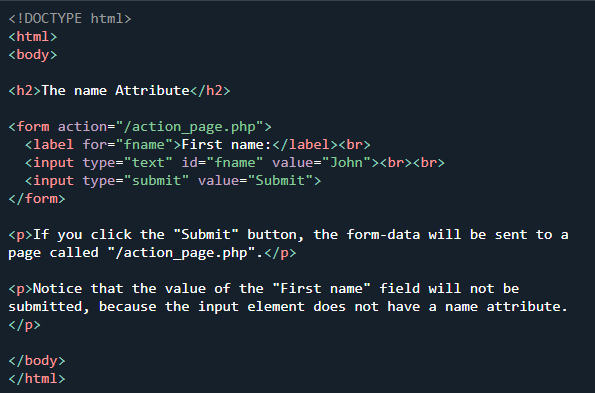 <!DOCTYPE html>
<html>
<body>

<h2>The name Attribute</h2>

<form action="/action_page.php">
  <label for="fname">First name:</label><br>
  <input type="text" id="fname" value="John"><br><br>
  <input type="submit" value="Submit">
</form>

<p>If you click the "Submit" button, the form-data will be sent to a
page called "/action_page.php".</p>

<p>Notice that the value of the "First name" field will not be
submitted, because the input element does not have a name attribute.
</p>

</body>
</html>